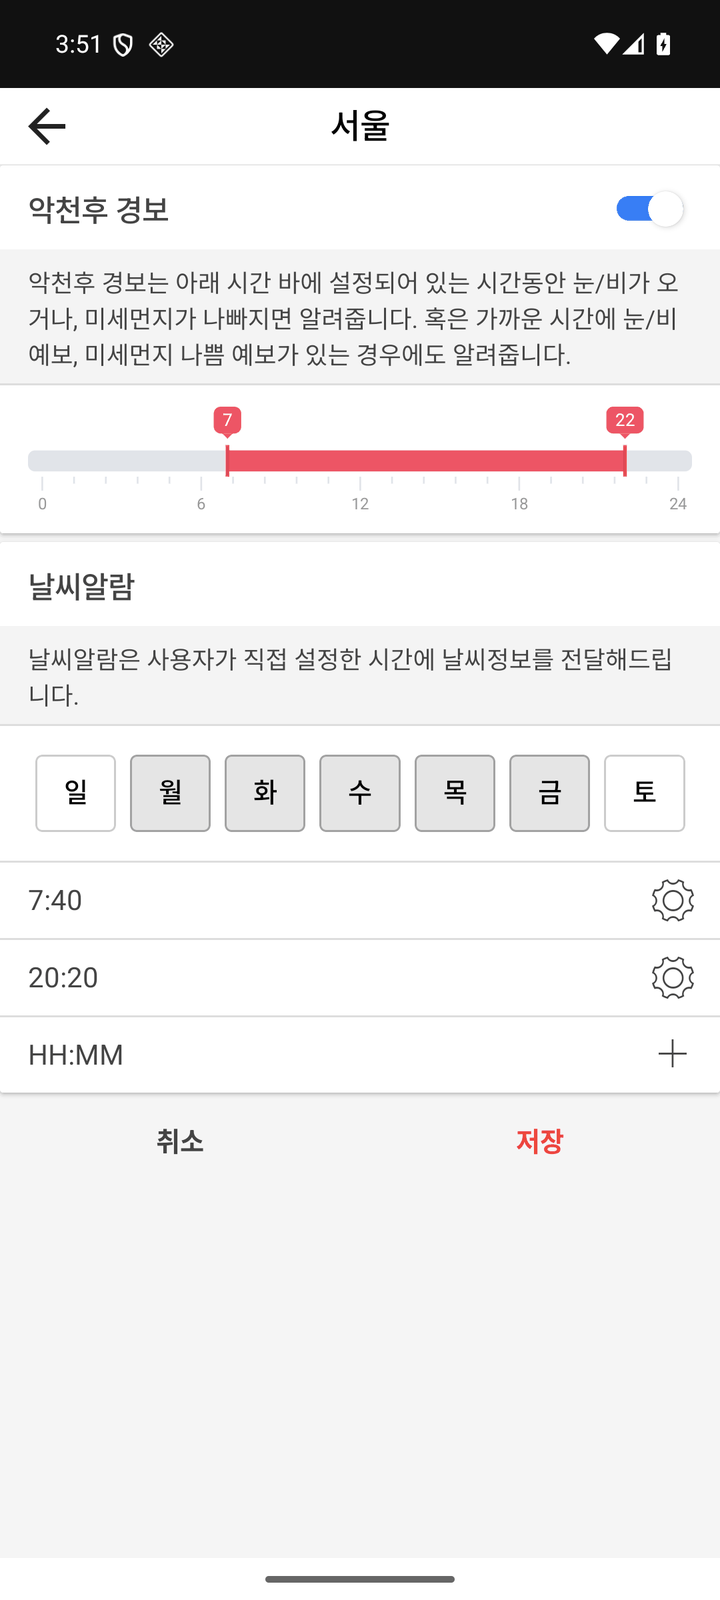 3:51
서울
악천후 경보
악천후 경보는 아래 시간 바에 설정되어 있는 시간동안 눈/비가 오
거나, 미세먼지가 나빠지면 알려줍니다. 혹은 가까운 시간에 눈/비
예보, 미세먼지 나쁨 예보가 있는 경우에도 알려줍니다.
7 22
0 6 12 18 24
날씨알람
날씨알람은 사용자가 직접 설정한 시간에 날씨정보를 전달해드립
니다.
일 월 화 수 목 금 토
7:40
20:20
HH:MM
취소 저장